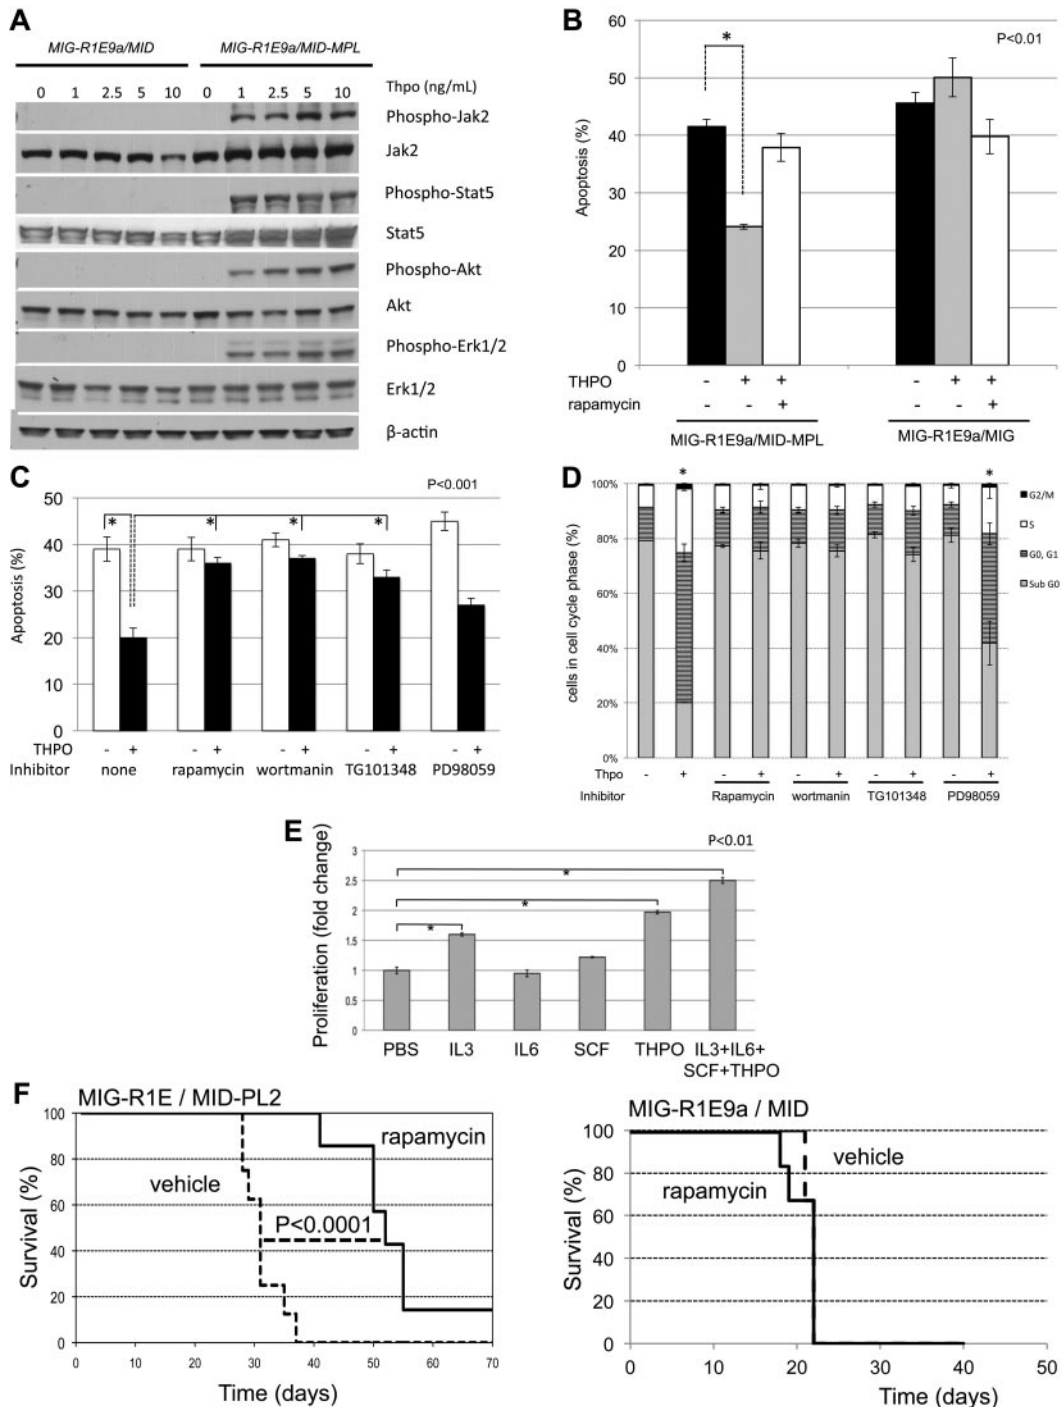 A
MIG-R1E9a/MID MIG-R1E9a/MID-MPL
0 1 2.5 5 10 0 1 2.5 5 10 Thpo (ng/mL)
Phospho-Jak2
Jak2
Phospho-Stat5
Stat5
Phospho-Akt
Akt
Phospho-Erk1/2
Erk1/2
β-actin
B
P<0.01
*
Apoptosis (%)
60
50
40
30
20
10
0
THPO - + + - + +
rapamycin - - + - - +
MIG-R1E9a/MID-MPL MIG-R1E9a/MIG
C
P<0.001
* * * *
Apoptosis (%)
50
40
30
20
10
0
THPO - + - + - + - + - +
Inhibitor none rapamycin wortmanin TG101348 PD98059
D
* *
cells in cell cycle phase (%)
100%
80%
60%
40%
20%
0%
G2/M
S
G0, G1
Sub G0
Thpo - + - + - + - + - +
Inhibitor Rapamycin wortmanin TG101348 PD98059
E
P<0.01
* * *
Proliferation (fold change)
3
2.5
2
1.5
1
0.5
0
PBS IL3 IL6 SCF THPO IL3+IL6+
SCF+THPO
F
MIG-R1E / MID-PL2
rapamycin
vehicle
P<0.0001
Survival (%)
100
80
60
40
20
0
0 10 20 30 40 50 60 70
Time (days)
MIG-R1E9a / MID
vehicle
rapamycin
Survival (%)
100
80
60
40
20
0
0 10 20 30 40 50
Time (days)